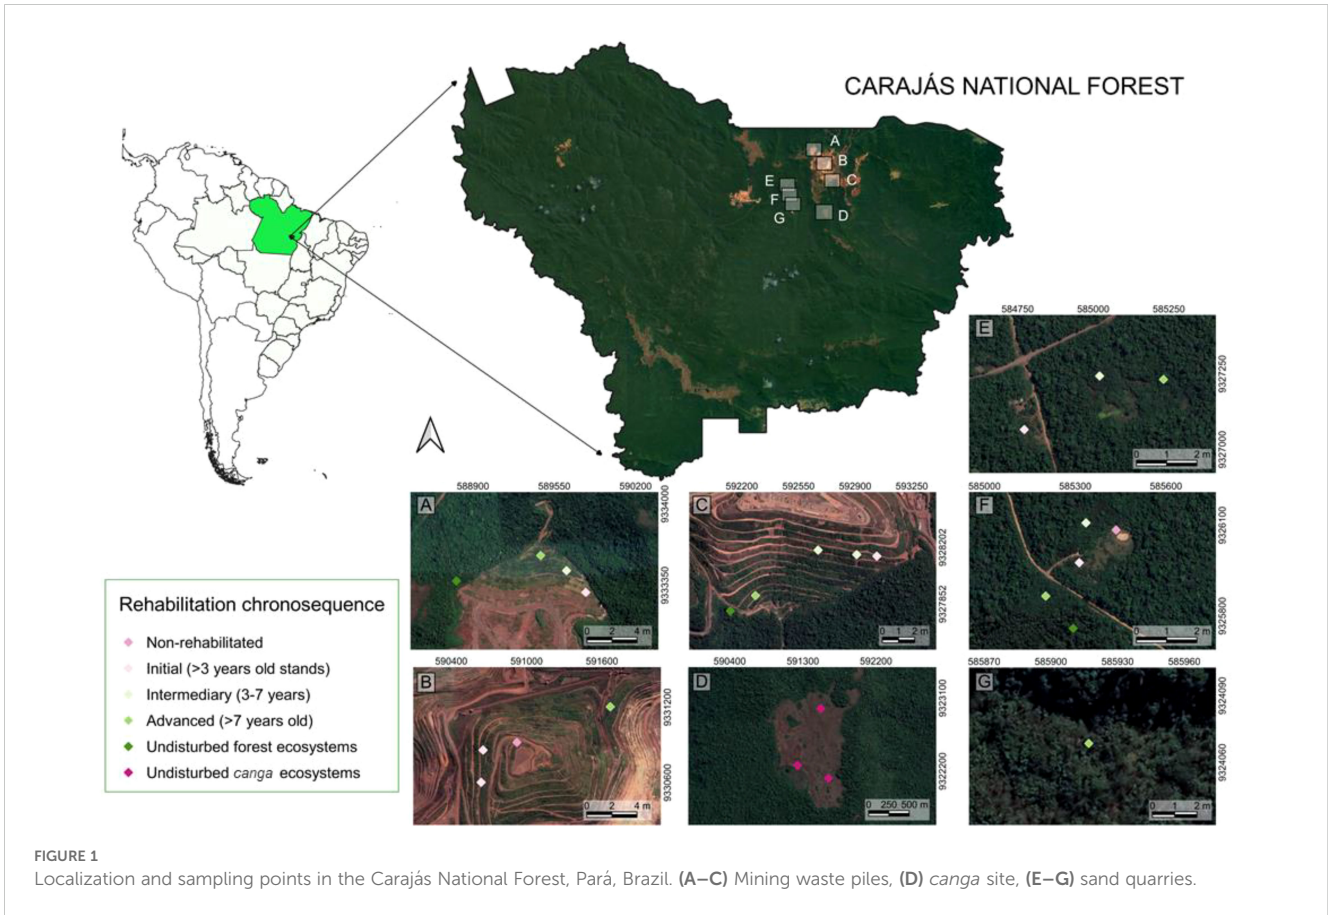 CARAJÁS NATIONAL FOREST
A
B
C
E
F
G
D
584750 585000 585250
E
9327250
9327000
0 1 2 m
588900 589550 590200
A
9334000
9333350
0 2 4 m
592200 592550 592900 593250
C
9328202
9327852
0 1 2 m
585000 585300 585600
F
9326100
9325800
0 1 2 m
Rehabilitation chronosequence
Non-rehabilitated
Initial (>3 years old stands)
Intermediary (3-7 years)
Advanced (>7 years old)
Undisturbed forest ecosystems
Undisturbed canga ecosystems
590400 591000 591600
B
9331200
9330600
0 2 4 m
590400 591300 592200
D
9323100
9322200
0 250 500 m
585870 585900 585930 585960
G
9324090
9324060
0 1 2 m
FIGURE 1
Localization and sampling points in the Carajás National Forest, Pará, Brazil. (A–C) Mining waste piles, (D) canga site, (E–G) sand quarries.